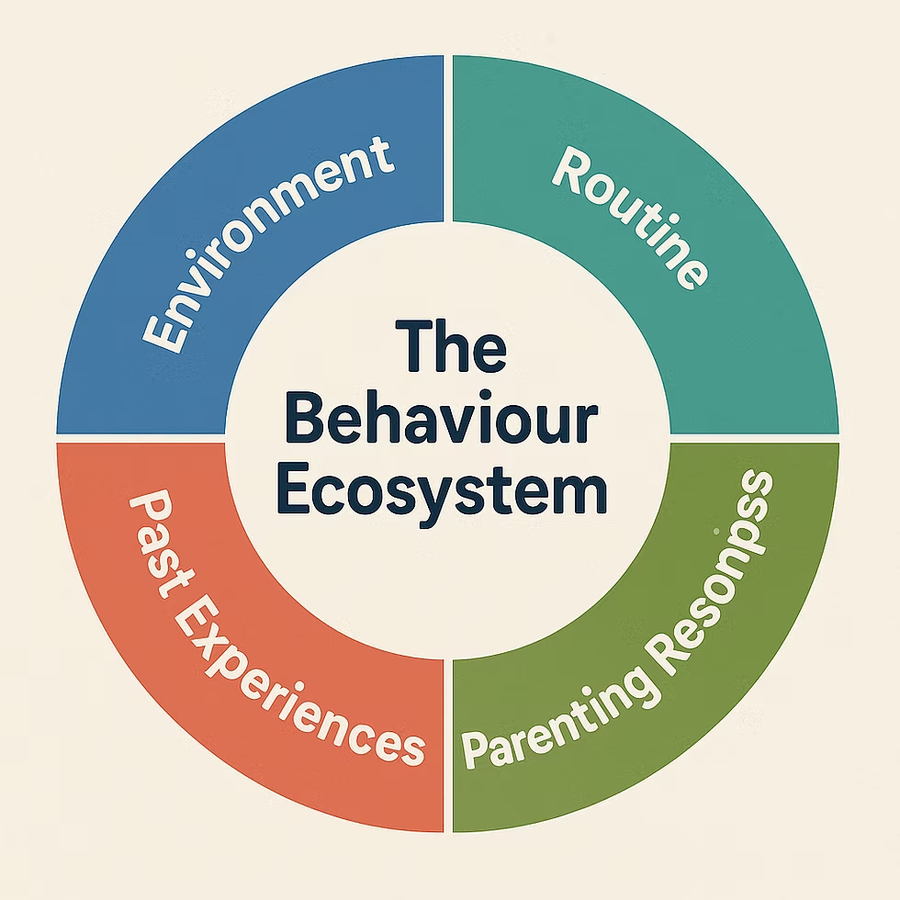 Environment
Routine
The
Behaviour
Ecosystem
Past Experiences
Parenting Resonpss